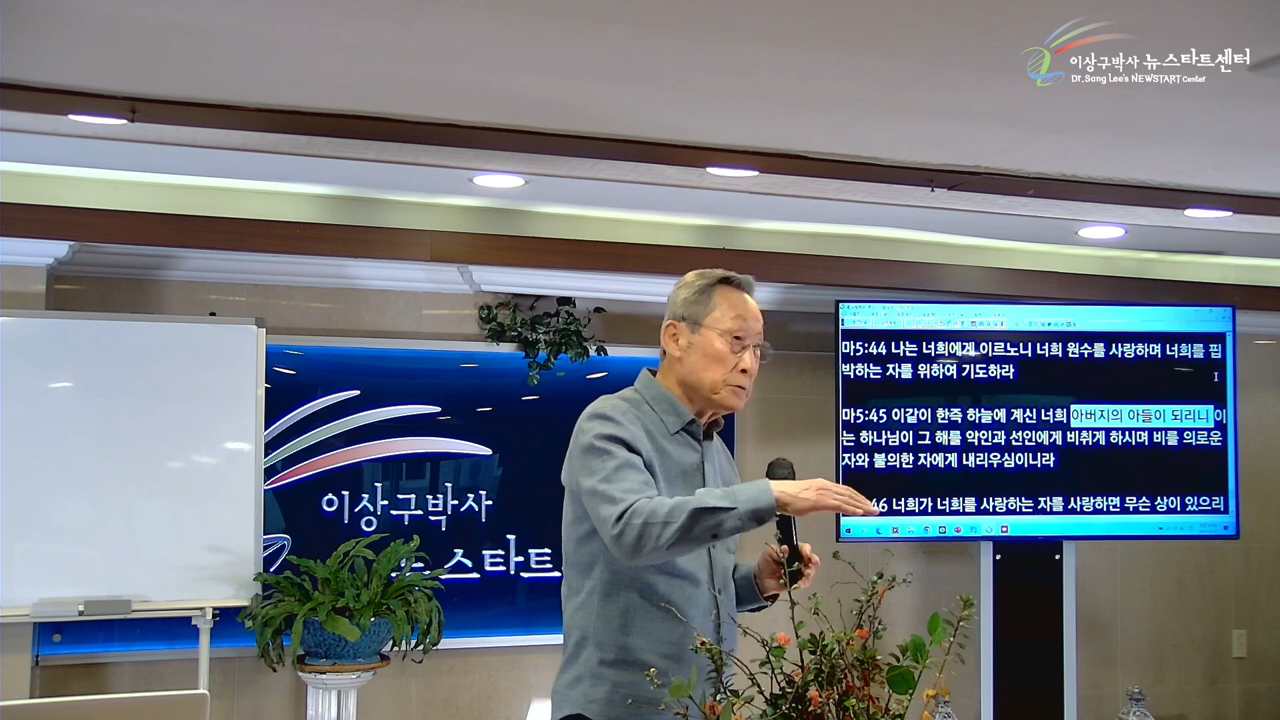 이상구박사 뉴스타트센터
Dr. Sang Lee's NEWSTART Center
마5:44 나는 너희에게 이르노니 너희 원수를 사랑하며 너희를 핍
박하는 자를 위하여 기도하라
마5:45 이같이 한즉 하늘에 계신 너희 아버지의 아들이 되리니 이
는 하나님이 그 해를 악인과 선인에게 비취게 하시며 비를 의로운
자와 불의한 자에게 내리우심이니라
46 너희가 너희를 사랑하는 자를 사랑하면 무슨 상이 있으리
이상구박사
스타트